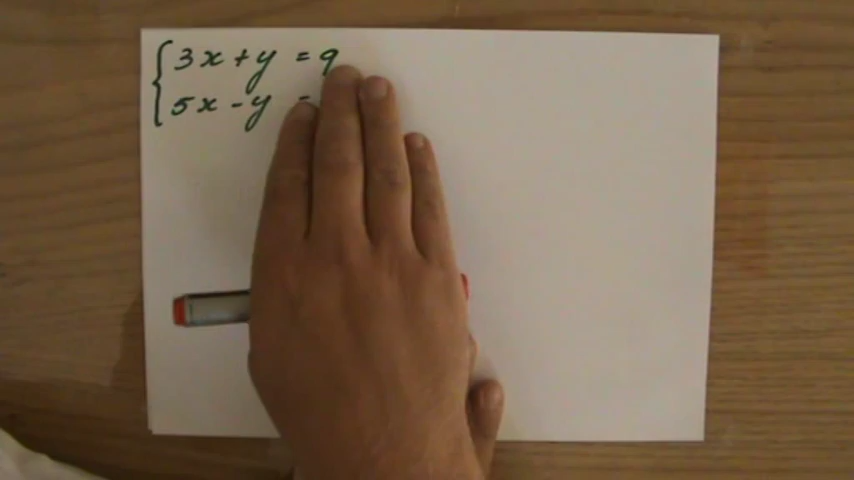 3x + y = 9
5x - y =